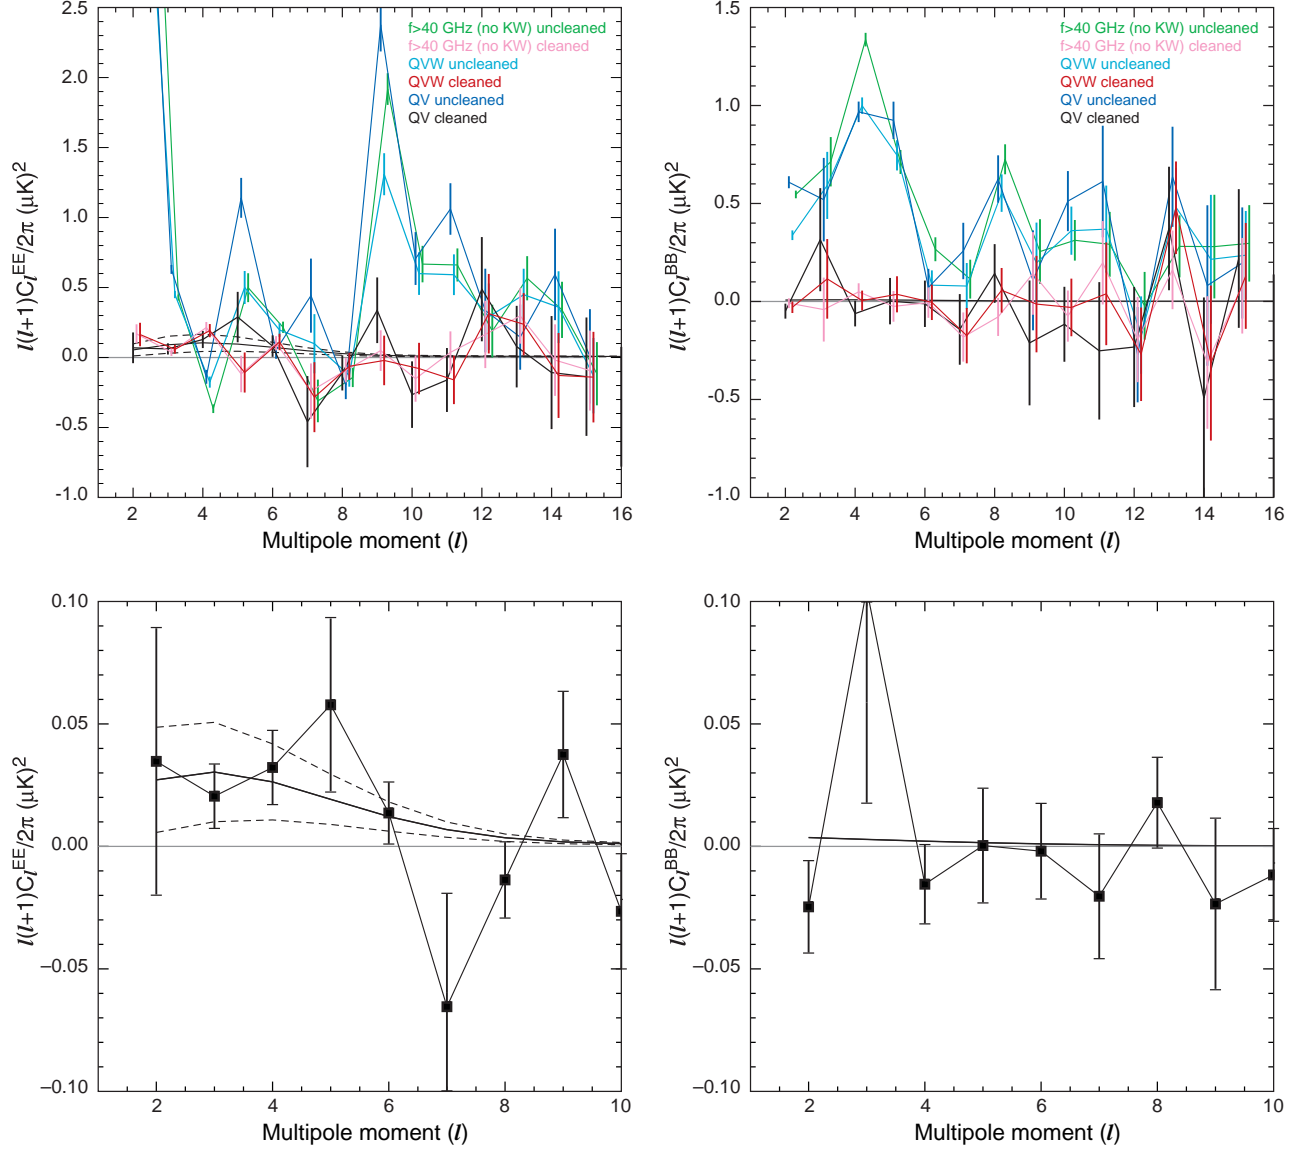 2.5
2.0
1.5
1.0
0.5
0.0
-0.5
-1.0
l(l+1)C_l^EE/2π (μK)²
f>40 GHz (no KW) uncleaned
f>40 GHz (no KW) cleaned
QVW uncleaned
QVW cleaned
QV uncleaned
QV cleaned
2 4 6 8 10 12 14 16
Multipole moment (l)
1.5
1.0
0.5
0.0
-0.5
-1.0
l(l+1)C_l^BB/2π (μK)²
f>40 GHz (no KW) uncleaned
f>40 GHz (no KW) cleaned
QVW uncleaned
QVW cleaned
QV uncleaned
QV cleaned
2 4 6 8 10 12 14 16
Multipole moment (l)
0.10
0.05
0.00
–0.05
–0.10
l(l+1)C_l^EE/2π (μK)²
2 4 6 8 10
Multipole moment (l)
0.10
0.05
0.00
–0.05
–0.10
l(l+1)C_l^BB/2π (μK)²
2 4 6 8 10
Multipole moment (l)